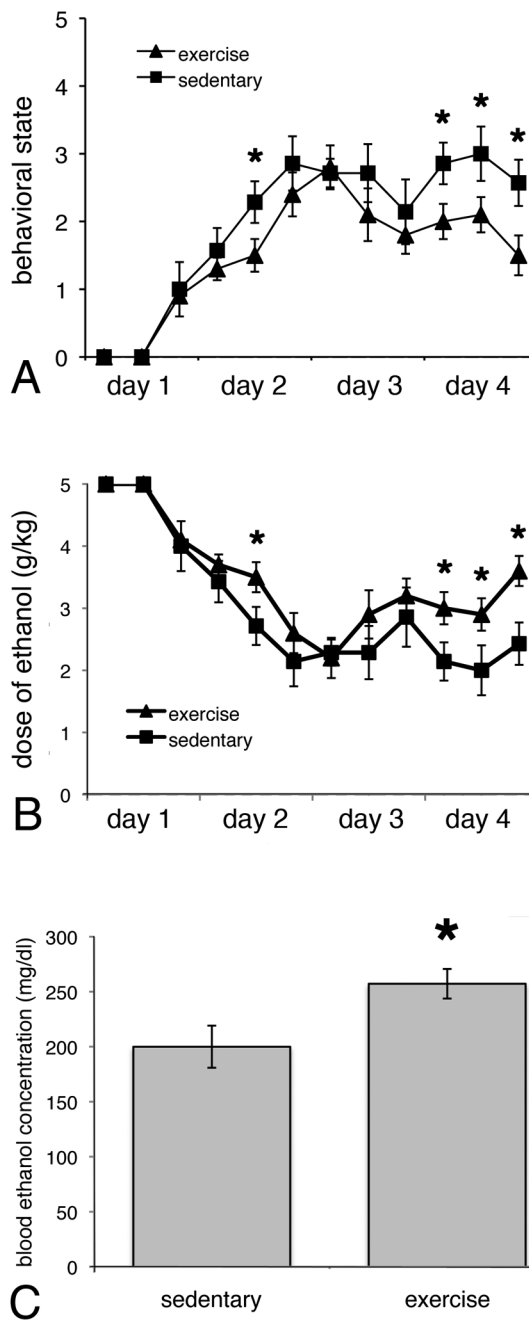 5
exercise
sedentary
4
* * *
*
3
2
1
0
behavioral state
A
day 1 day 2 day 3 day 4
5
*
* * *
4
3
2
exercise
sedentary
1
0
dose of ethanol (g/kg)
B
day 1 day 2 day 3 day 4
*
300
250
200
150
100
50
0
blood ethanol concentration (mg/dl)
C
sedentary exercise